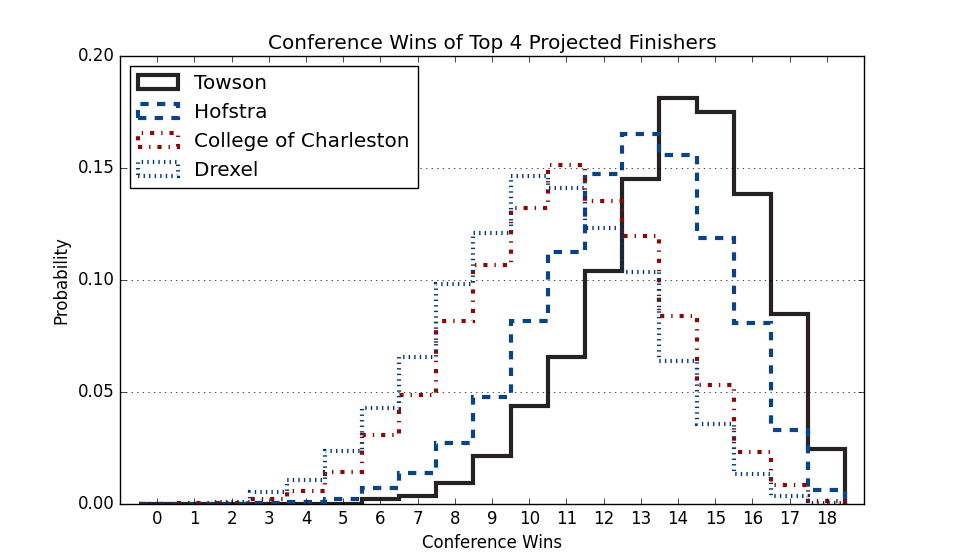 Conference Wins of Top 4 Projected Finishers
Towson
Hofstra
College of Charleston
Drexel
0.20
0.15
0.10
0.05
0.00
Probability
0 1 2 3 4 5 6 7 8 9 10 11 12 13 14 15 16 17 18
Conference Wins